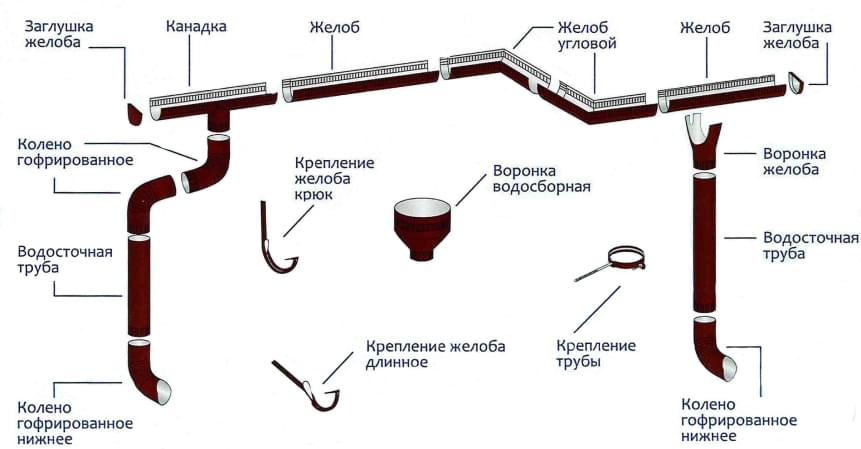 Заглушка
желоба
Канадка
Желоб
Желоб
угловой
Желоб
Заглушка
желоба
Колено
гофрированное
Крепление
желоба
крюк
Воронка
водосборная
Воронка
желоба
Водосточная
труба
Водосточная
труба
Крепление желоба
длинное
Крепление
трубы
Колено
гофрированное
нижнее
Колено
гофрированное
нижнее